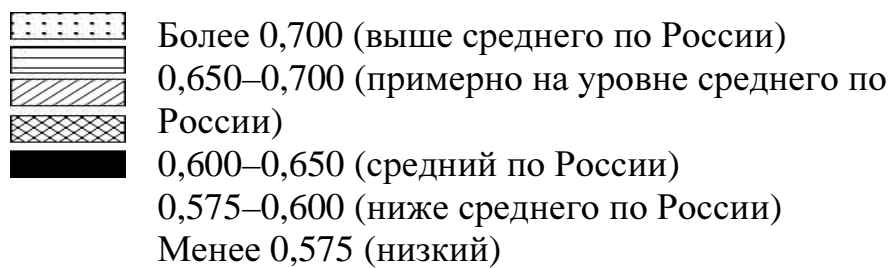 Более 0,700 (выше среднего по России)
0,650–0,700 (примерно на уровне среднего по
России)
0,600–0,650 (средний по России)
0,575–0,600 (ниже среднего по России)
Менее 0,575 (низкий)